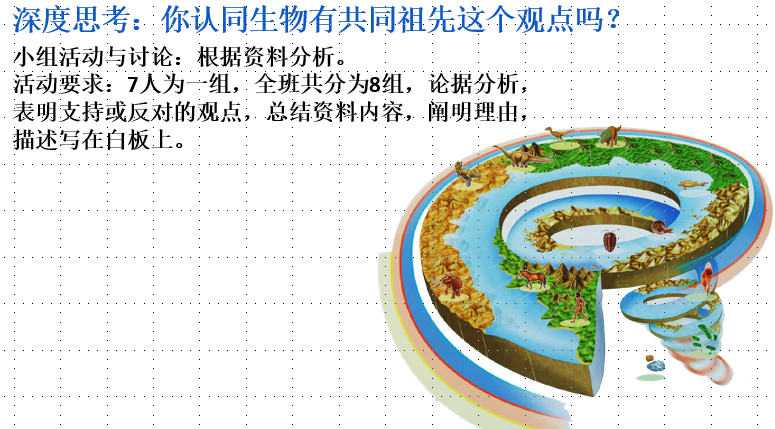 深度思考：你认同生物有共同祖先这个观点吗？
小组活动与讨论：根据资料分析。
活动要求：7人为一组，全班共分为8组，论据分析，
表明支持或反对的观点，总结资料内容，阐明理由，
描述写在白板上。